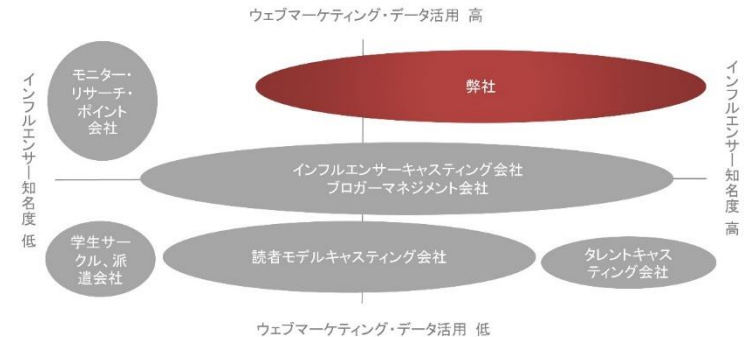 ウェブマーケティング・データ活用 高
モニター・
リサーチ・
ポイント
会社
弊社
インフルエンサー知名度 低
インフルエンサー知名度 高
インフルエンサーキャスティング会社
ブロガーマネジメント会社
学生サー
クル、派
遣会社
読者モデルキャスティング会社
タレントキャス
ティング会社
ウェブマーケティング・データ活用 低